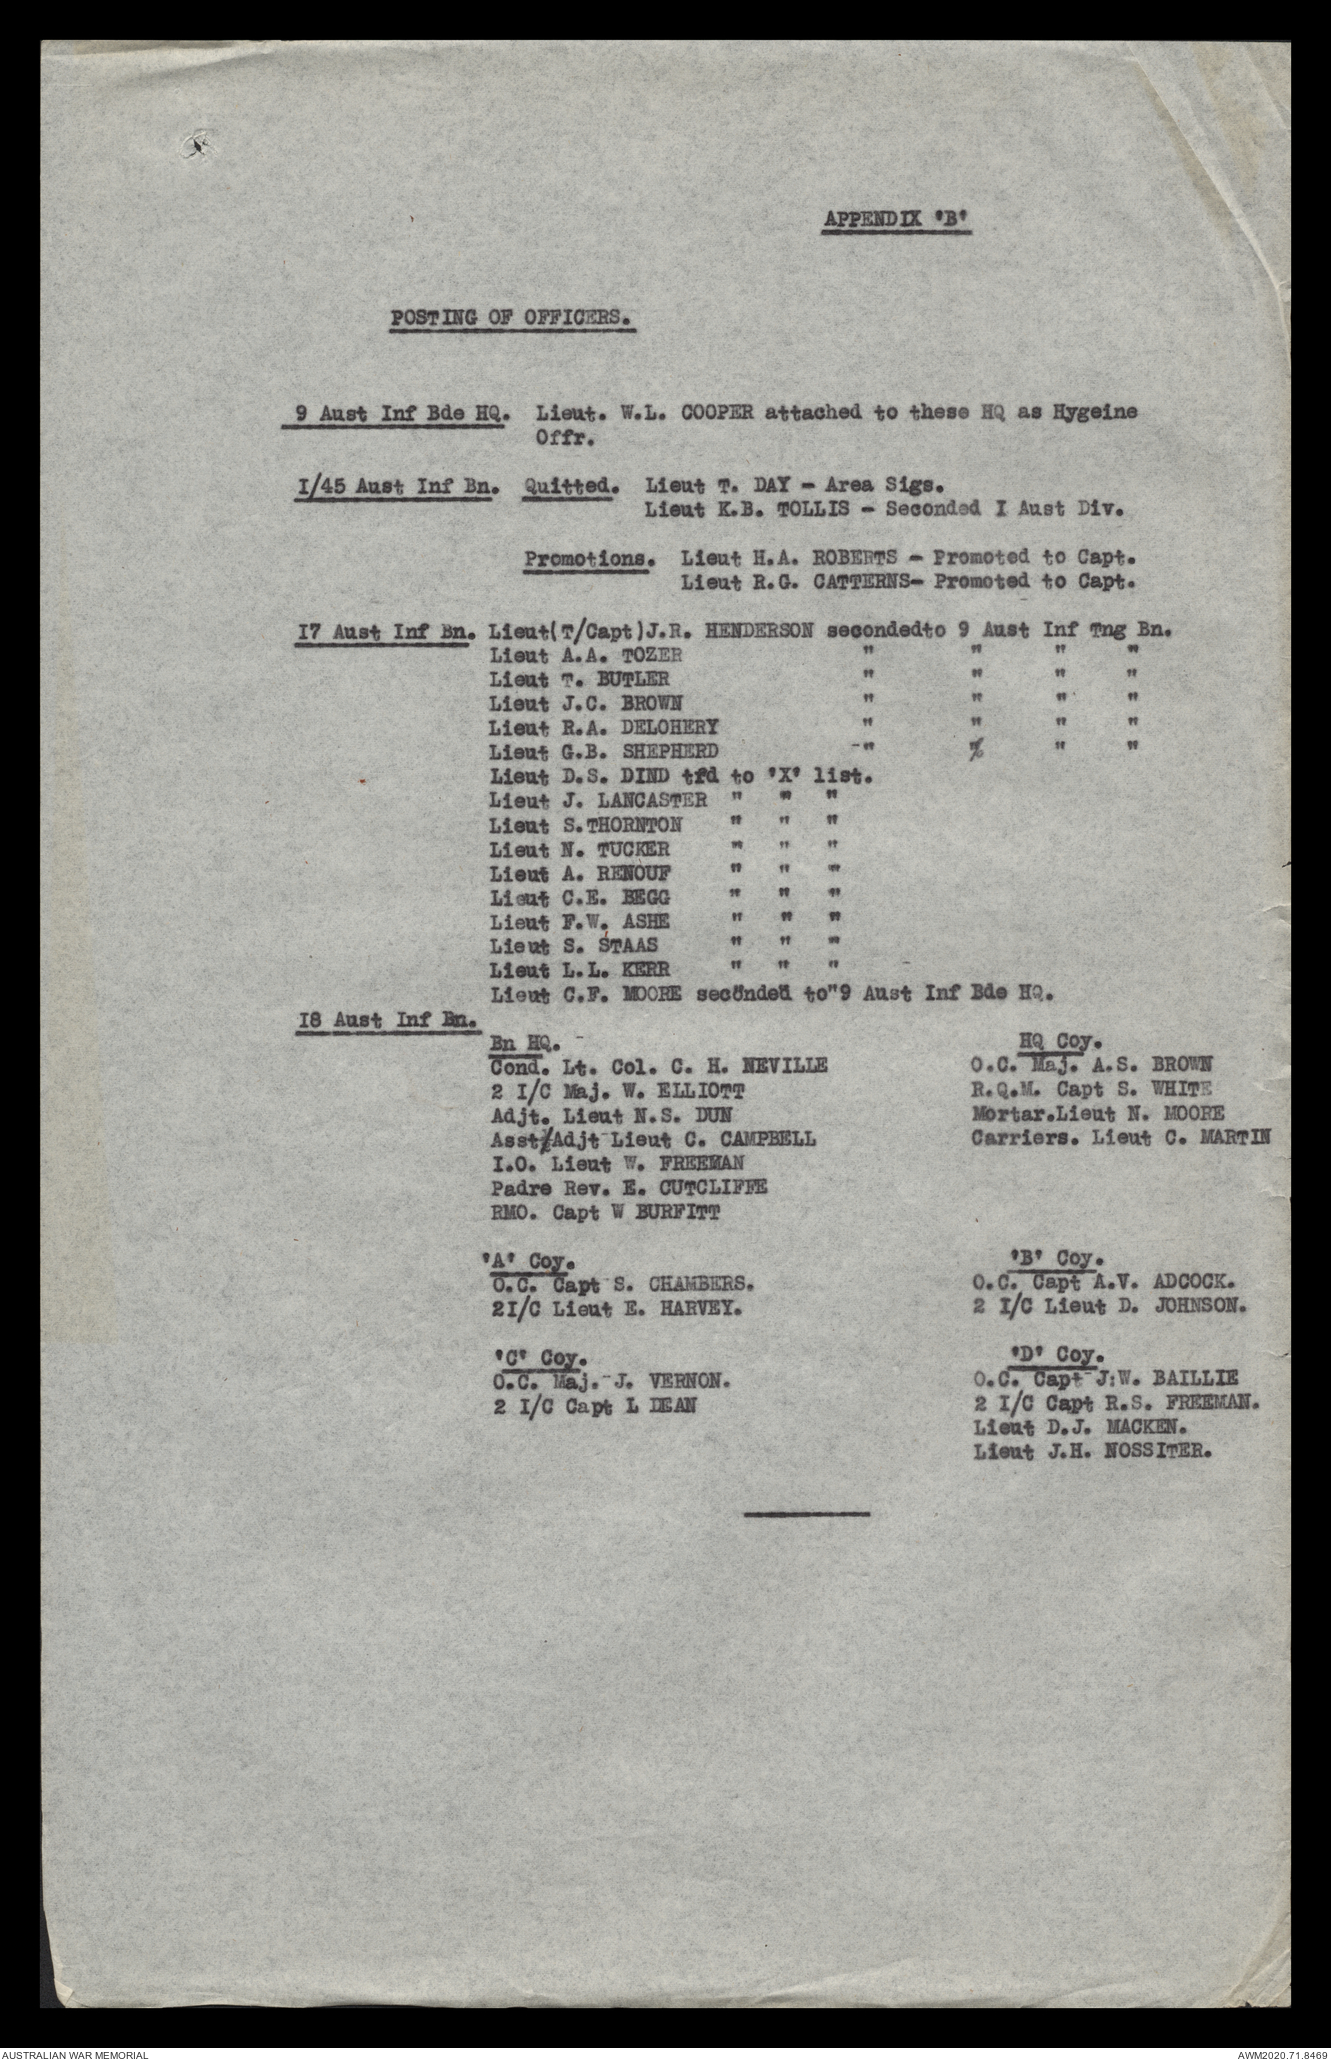 APPENDIX 'B'
POSTING OF OFFICERS.
9 Aust Inf Bde HQ. Lieut. W.L. COOPER attached to these HQ as Hygeine
Offr.
I/45 Aust Inf Bn. Quitted. Lieut T. DAY - Area Sigs.
Lieut K.B. TOLLIS - Seconded I Aust Div.
Promotions. Lieut H.A. ROBERTS - Promoted to Capt.
Lieut R.G. CATTERNS- Promoted to Capt.
I7 Aust Inf Bn. Lieut(T/Capt)J.R. HENDERSON secondedto 9 Aust Inf Tng Bn.
Lieut A.A. TOZER " " " "
Lieut T. BUTLER " " " "
Lieut J.C. BROWN " " " "
Lieut R.A. DELOHERY " " " "
Lieut G.B. SHEPHERD -" " " "
Lieut D.S. DIND tfd to 'X' list.
Lieut J. LANCASTER " " "
Lieut S.THORNTON " " "
Lieut N. TUCKER " " "
Lieut A. RENOUF " " "
Lieut C.E. BEGG " " "
Lieut F.W. ASHE " " "
Lieut S. STAAS " " "
Lieut L.L. KERR " " "
Lieut C.F. MOORE seconded to"9 Aust Inf Bde HQ.
I8 Aust Inf Bn.
Bn HQ.
Cond. Lt. Col. C. H. NEVILLE
2 I/C Maj. W. ELLIOTT
Adjt. Lieut N.S. DUN
Asst/Adjt Lieut C. CAMPBELL
I.O. Lieut W. FREEMAN
Padre Rev. E. CUTCLIFFE
RMO. Capt W BURFITT
HQ Coy.
O.C. Maj. A.S. BROWN
R.Q.M. Capt S. WHITE
Mortar.Lieut N. MOORE
Carriers. Lieut C. MARTIN
'A' Coy.
O.C. Capt S. CHAMBERS.
2I/C Lieut E. HARVEY.
'B' Coy.
O.C. Capt A.V. ADCOCK.
2 I/C Lieut D. JOHNSON.
'C' Coy.
O.C. Maj. J. VERNON.
2 I/C Capt L DEAN
'D' Coy.
O.C. Capt J.W. BAILLIE
2 I/C Capt R.S. FREEMAN.
Lieut D.J. MACKEN.
Lieut J.H. NOSSITER.
AUSTRALIAN WAR MEMORIAL
AWM2020.71.8469